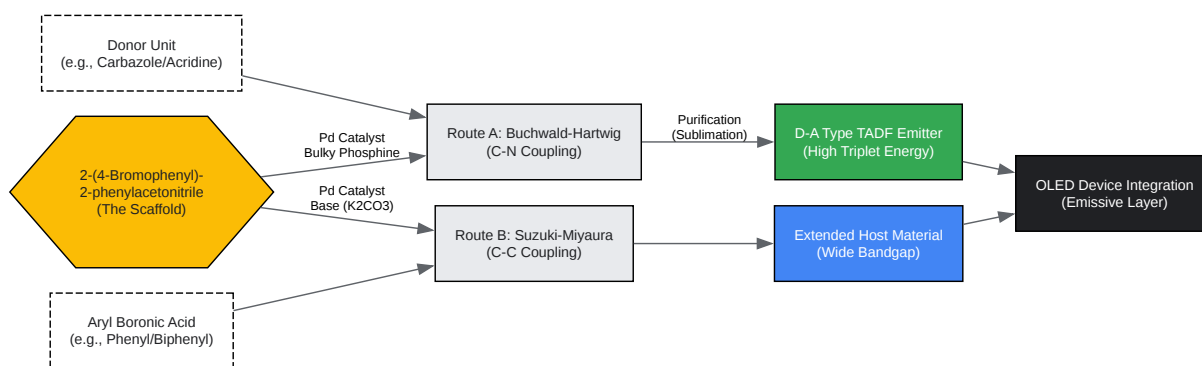 Donor Unit
(e.g., Carbazole/Acridine)
2-(4-Bromophenyl)-
2-phenylacetonitrile
(The Scaffold)
Aryl Boronic Acid
(e.g., Phenyl/Biphenyl)
Pd Catalyst
Bulky Phosphine
Pd Catalyst
Base (K2CO3)
Route A: Buchwald-Hartwig
(C-N Coupling)
Route B: Suzuki-Miyaura
(C-C Coupling)
Purification
(Sublimation)
D-A Type TADF Emitter
(High Triplet Energy)
Extended Host Material
(Wide Bandgap)
OLED Device Integration
(Emissive Layer)